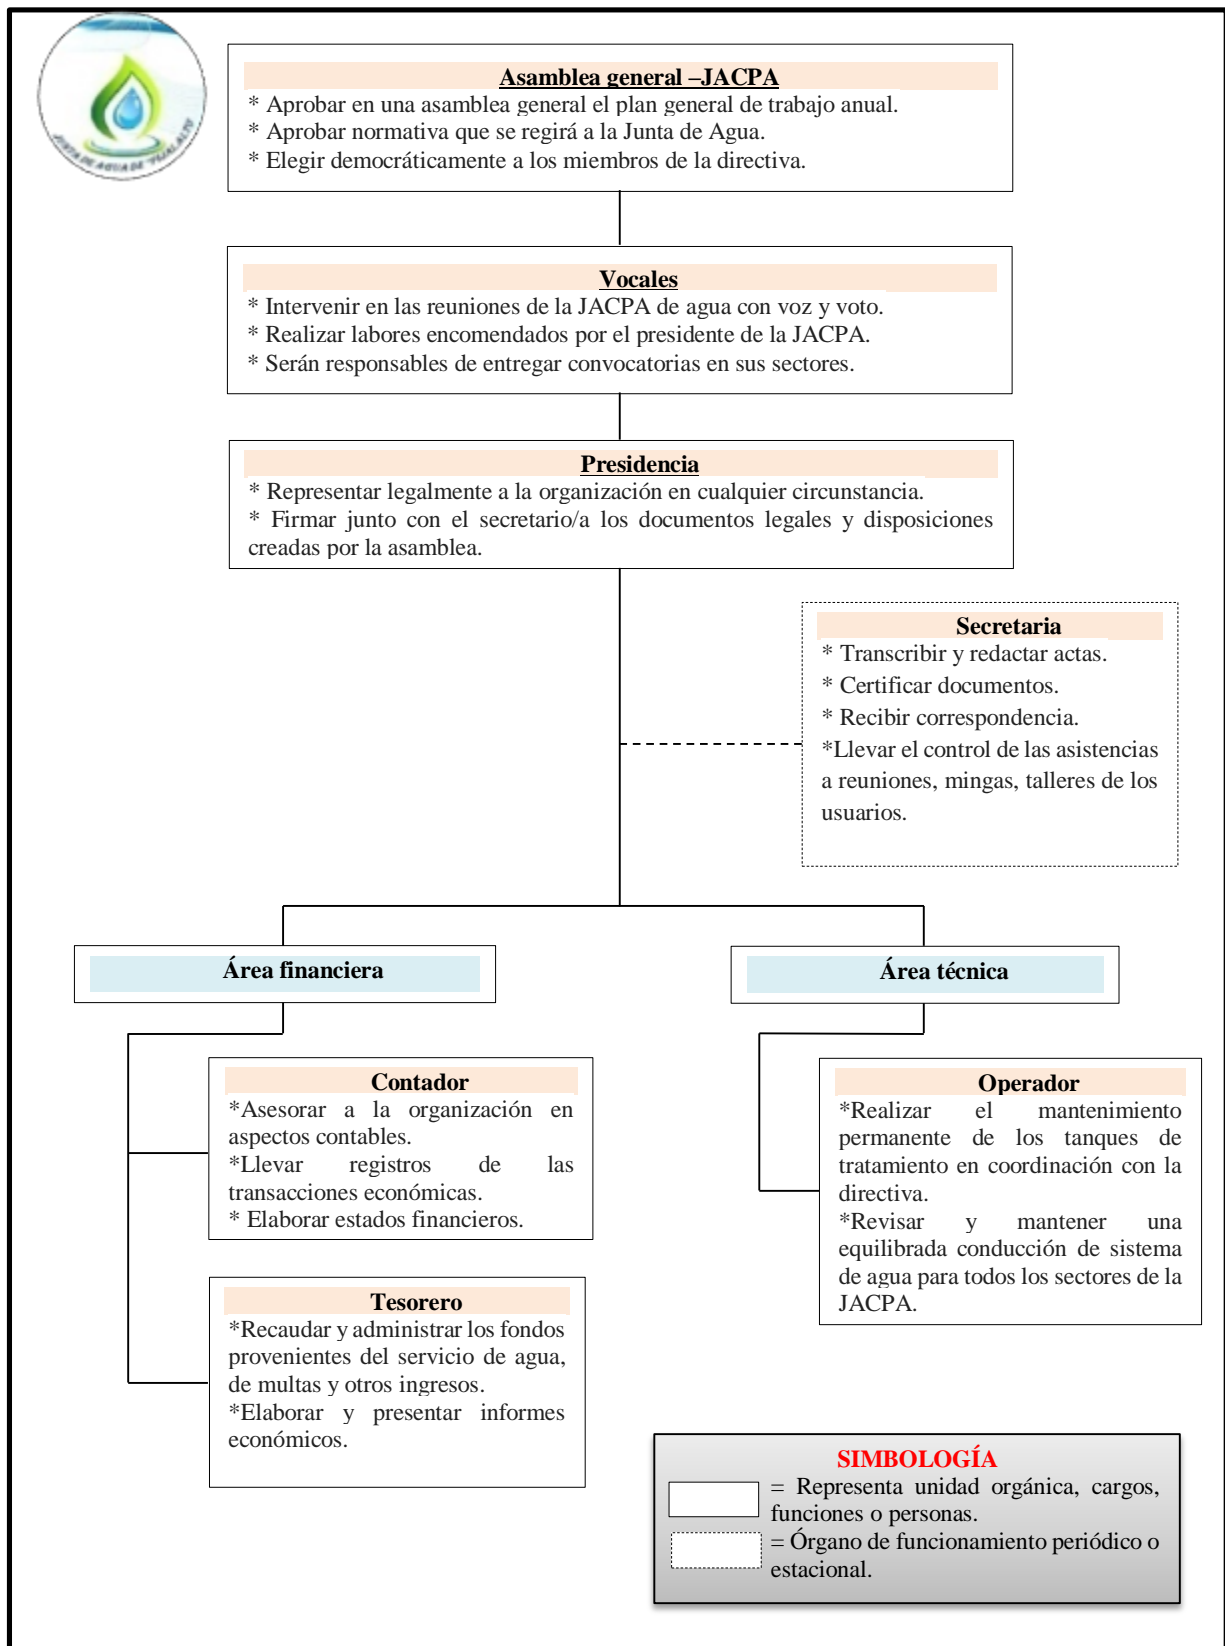 JUNTA DE AGUA DE "PIJAL ALTO"
Asamblea general –JACPA
* Aprobar en una asamblea general el plan general de trabajo anual.
* Aprobar normativa que se regirá a la Junta de Agua.
* Elegir democráticamente a los miembros de la directiva.
Vocales
* Intervenir en las reuniones de la JACPA de agua con voz y voto.
* Realizar labores encomendados por el presidente de la JACPA.
* Serán responsables de entregar convocatorias en sus sectores.
Presidencia
* Representar legalmente a la organización en cualquier circunstancia.
* Firmar junto con el secretario/a los documentos legales y disposiciones
creadas por la asamblea.
Secretaria
* Transcribir y redactar actas.
* Certificar documentos.
* Recibir correspondencia.
*Llevar el control de las asistencias
a reuniones, mingas, talleres de los
usuarios.
Área financiera
Área técnica
Contador
*Asesorar a la organización en
aspectos contables.
*Llevar registros de las
transacciones económicas.
* Elaborar estados financieros.
Operador
*Realizar el mantenimiento
permanente de los tanques de
tratamiento en coordinación con la
directiva.
*Revisar y mantener una
equilibrada conducción de sistema
de agua para todos los sectores de la
JACPA.
Tesorero
*Recaudar y administrar los fondos
provenientes del servicio de agua,
de multas y otros ingresos.
*Elaborar y presentar informes
económicos.
SIMBOLOGÍA
= Representa unidad orgánica, cargos,
funciones o personas.
= Órgano de funcionamiento periódico o
estacional.